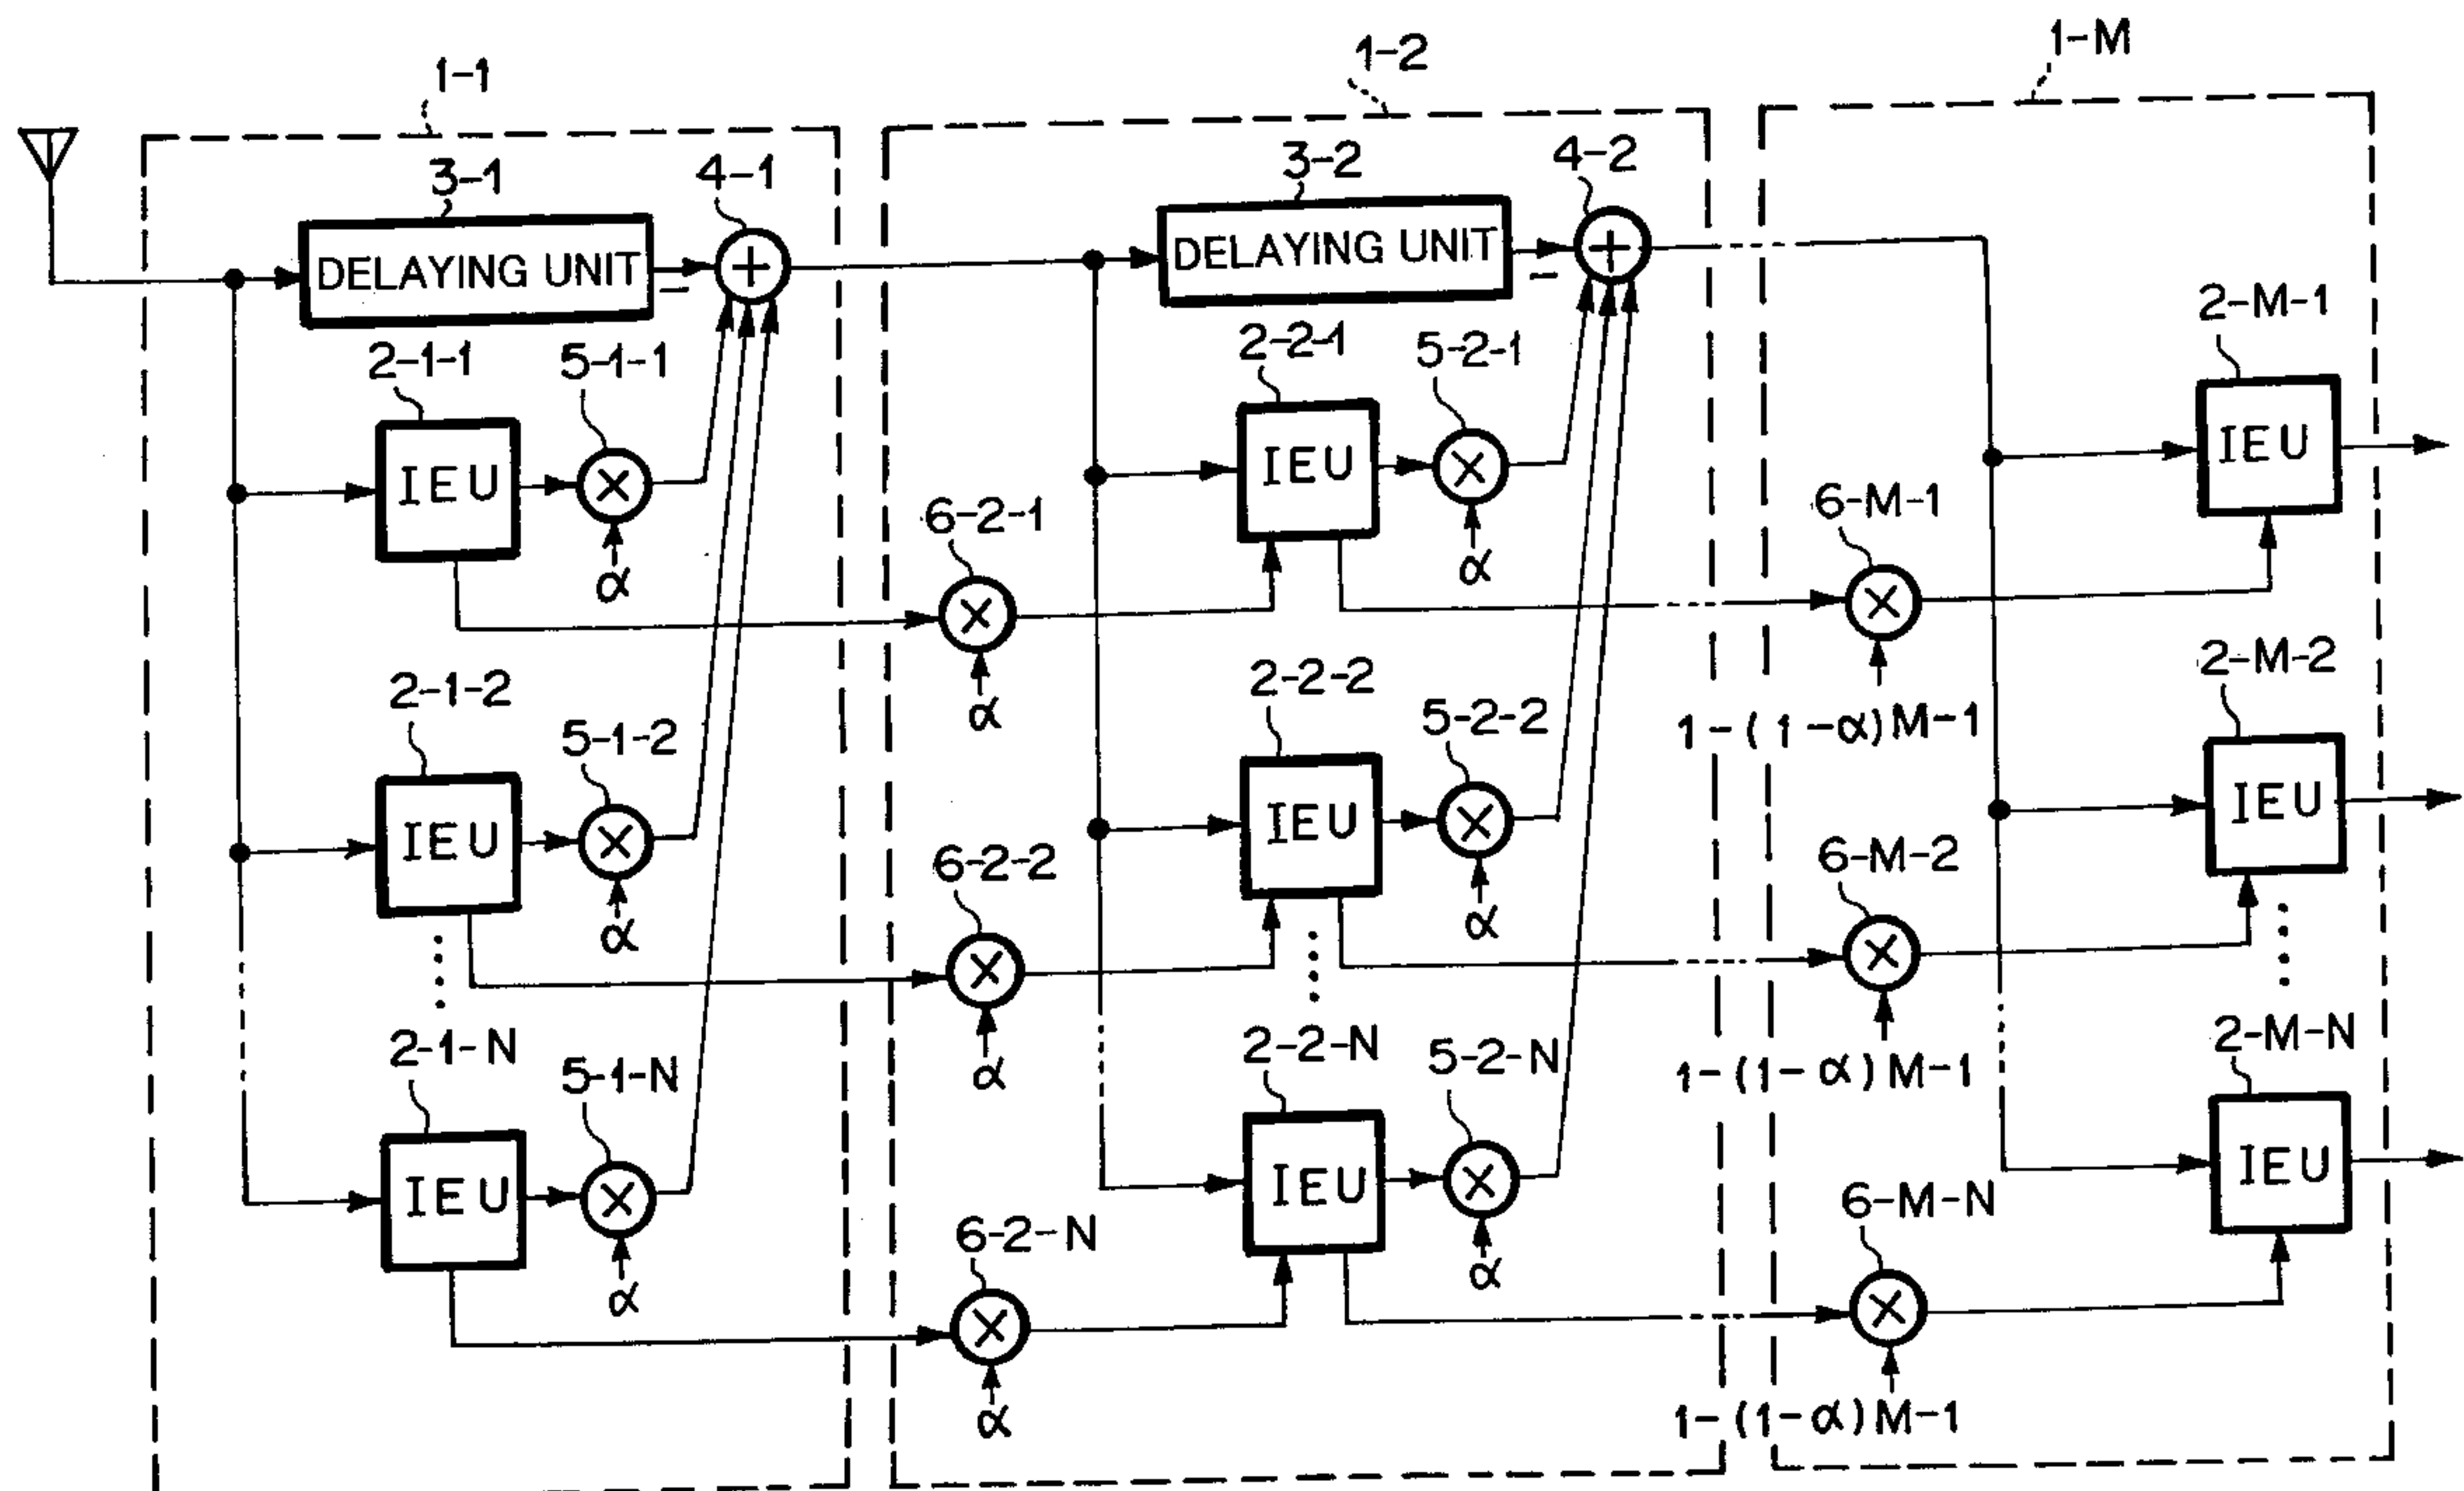 1-1
1-2
1-M
3-1
4-1
3-2
4-2
DELAYING UNIT
+
DELAYING UNIT
+
−
−
2-M-1
2-1-1
5-1-1
2-2-1
5-2-1
IEU
×
IEU
×
IEU
α
6-2-1
α
6-M-1
×
×
α
1-(1-α)M-1
2-1-2
5-1-2
2-2-2
5-2-2
2-M-2
IEU
×
IEU
×
IEU
α
6-2-2
α
6-M-2
×
×
α
1-(1-α)M-1
2-1-N
5-1-N
2-2-N
5-2-N
2-M-N
IEU
×
IEU
×
IEU
α
6-2-N
α
6-M-N
×
×
α
1-(1-α)M-1